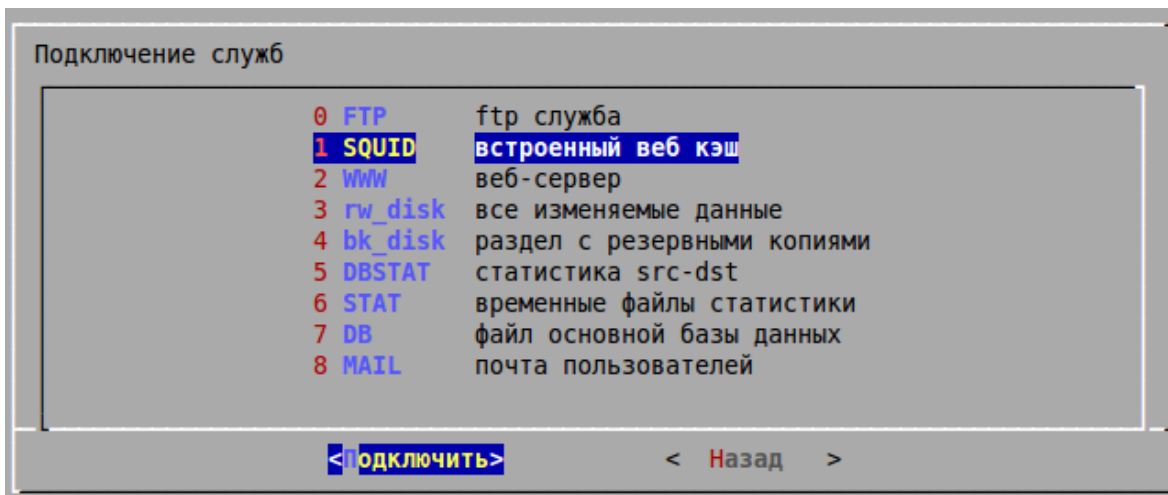 Подключение служб
0 FTP ftp служба
1 SQUID встроенный веб кэш
2 WWW веб-сервер
3 rw_disk все изменяемые данные
4 bk_disk раздел с резервными копиями
5 DBSTAT статистика src-dst
6 STAT временные файлы статистики
7 DB файл основной базы данных
8 MAIL почта пользователей
<Подключить> < Назад >